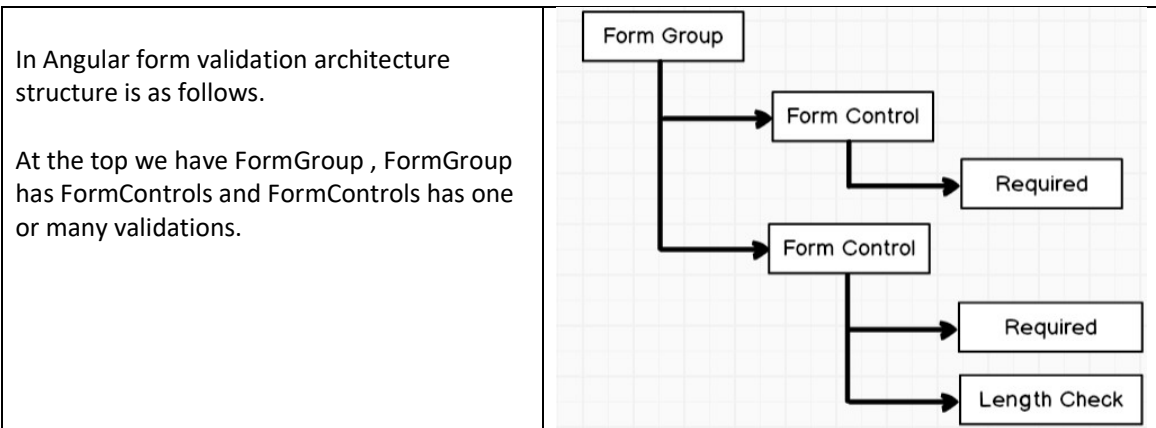 In Angular form validation architecture
structure is as follows.
At the top we have FormGroup , FormGroup
has FormControls and FormControls has one
or many validations.
Form Group
Form Control
Required
Form Control
Required
Length Check